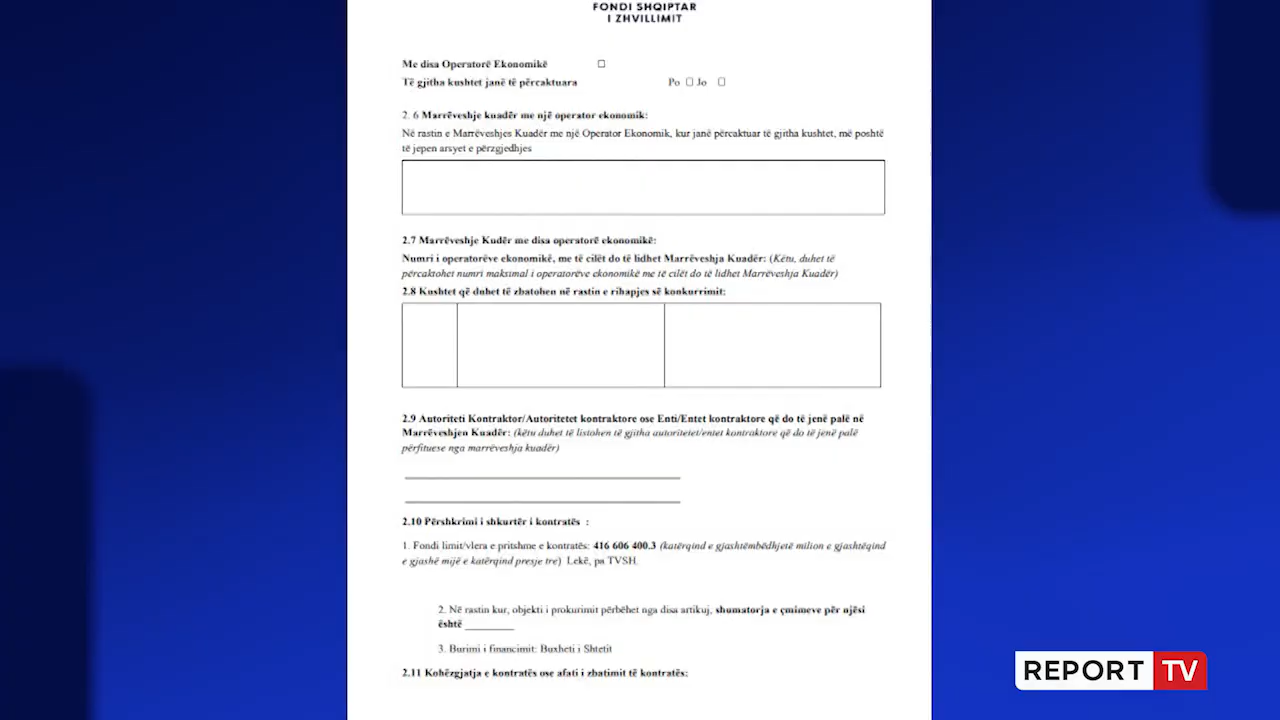 FONDI SHQIPTAR
I ZHVILLIMIT
Me disa Operatorë Ekonomikë ☐
Të gjitha kushtet janë të përcaktuara Po ☐ Jo ☐
2. 6 Marrëveshje kuadër me një operator ekonomik:
Në rastin e Marrëveshjes Kuadër me një Operator Ekonomik, kur janë përcaktuar të gjitha kushtet, më poshtë
të jepen arsyet e përzgjedhjes
2.7 Marrëveshje Kudër me disa operatorë ekonomikë:
Numri i operatorëve ekonomikë, me të cilët do të lidhet Marrëveshja Kuadër: (Këtu, duhet të
përcaktohet numri maksimal i operatorëve ekonomikë me të cilët do të lidhet Marrëveshja Kuadër)
2.8 Kushtet që duhet të zbatohen në rastin e rihapjes së konkurrimit:
2.9 Autoriteti Kontraktor/Autoritetet kontraktore ose Enti/Entet kontraktore që do të jenë palë në
Marrëveshjen Kuadër: (këtu duhet të listohen të gjitha autoritetet/entet kontraktore që do të jenë palë
përfituese nga marrëveshja kuadër)
2.10 Përshkrimi i shkurtër i kontratës :
1. Fondi limit/vlera e pritshme e kontratës: 416 606 400.3 (katërqind e gjashtëmbëdhjetë milion e gjashtëqind
e gjashë mijë e katërqind presje tre) Lekë, pa TVSH.
2. Në rastin kur, objekti i prokurimit përbëhet nga disa artikuj, shumatorja e çmimeve për njësi
është ________
3. Burimi i financimit: Buxheti i Shtetit
2.11 Kohëzgjatja e kontratës ose afati i zbatimit të kontratës:
REPORT TV